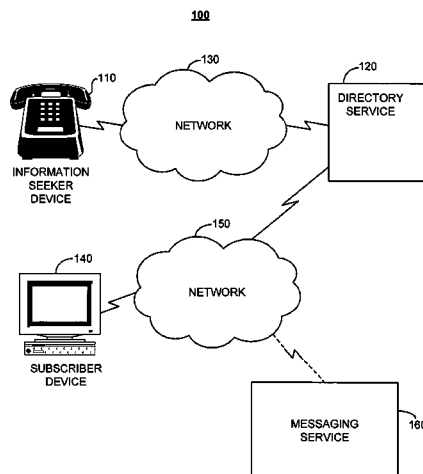 100
110
130
120
NETWORK
DIRECTORY
SERVICE
INFORMATION
SEEKER
DEVICE
150
140
NETWORK
SUBSCRIBER
DEVICE
MESSAGING
SERVICE
160